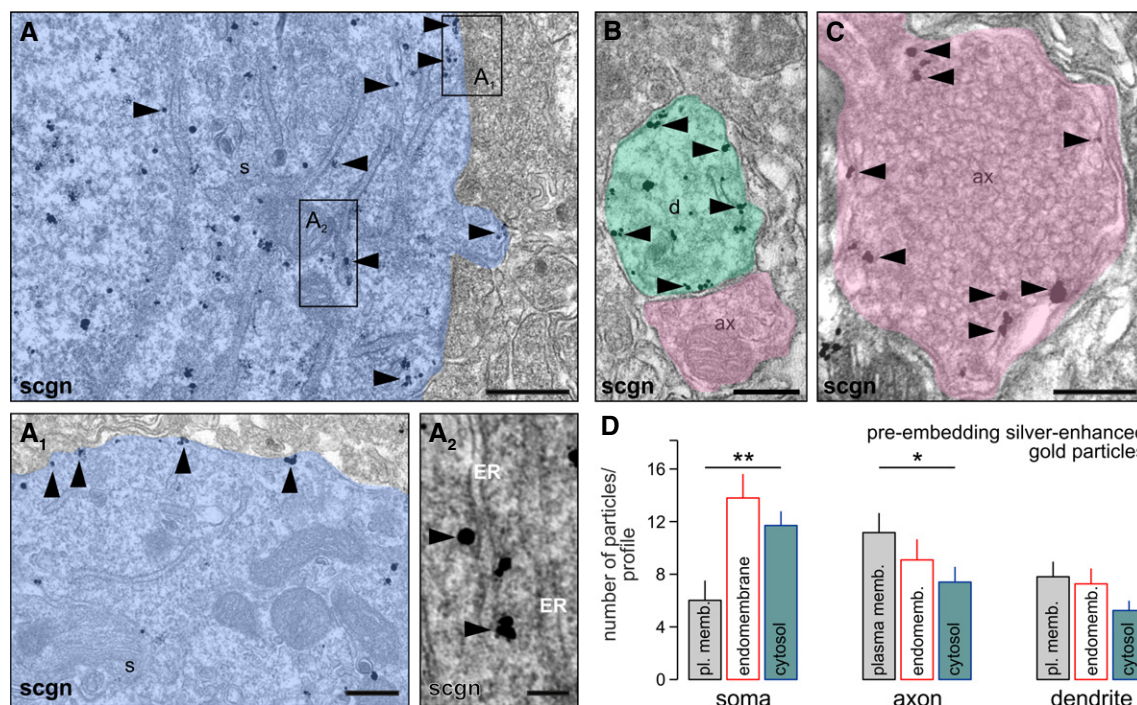 A
A1
s
A2
scgn
B
d
ax
scgn
C
ax
scgn
A1
s
scgn
A2
ER
ER
scgn
D
pre-embedding silver-enhanced
gold particles
number of particles/
profile
16
12
8
4
0
**
*
pl. memb.
endomembrane
cytosol
plasma memb.
endomemb.
cytosol
pl. memb.
endomemb.
cytosol
soma
axon
dendrite